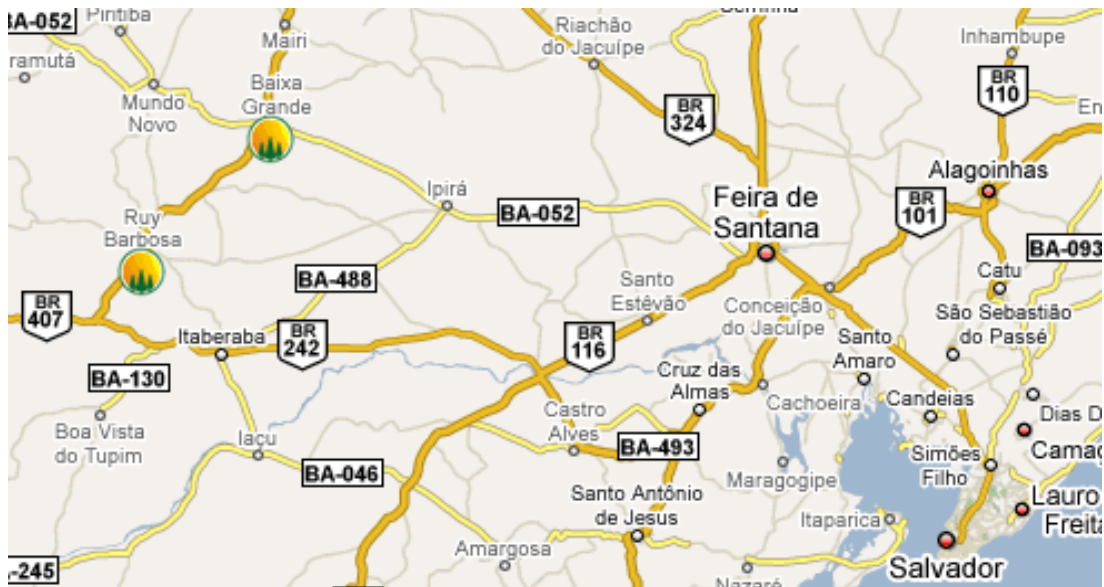 BA-052
Piritiba
Mairi
Riachão
do Jacuípe
Serrinha
Inhambupe
BR
110
Mundo
Novo
Baixa
Grande
BR
324
Alagoinhas
Ruy
Barbosa
Ipirá
BA-052
Feira de
Santana
BR
101
BA-093
BA-488
Santo
Estêvão
Conceição
do Jacuípe
Catu
São Sebastião
do Passé
BR
407
Itaberaba
BR
242
BR
116
Santo
Amaro
BA-130
Cruz das
Almas
Cachoeira
Candeias
Dias D
Camaç
Boa Vista
do Tupim
Iaçu
Castro
Alves
BA-493
BA-046
Maragogipe
Simões
Filho
Santo Antônio
de Jesus
Itaparica
Lauro
Freita
Amargosa
Salvador
-245
Nazaré